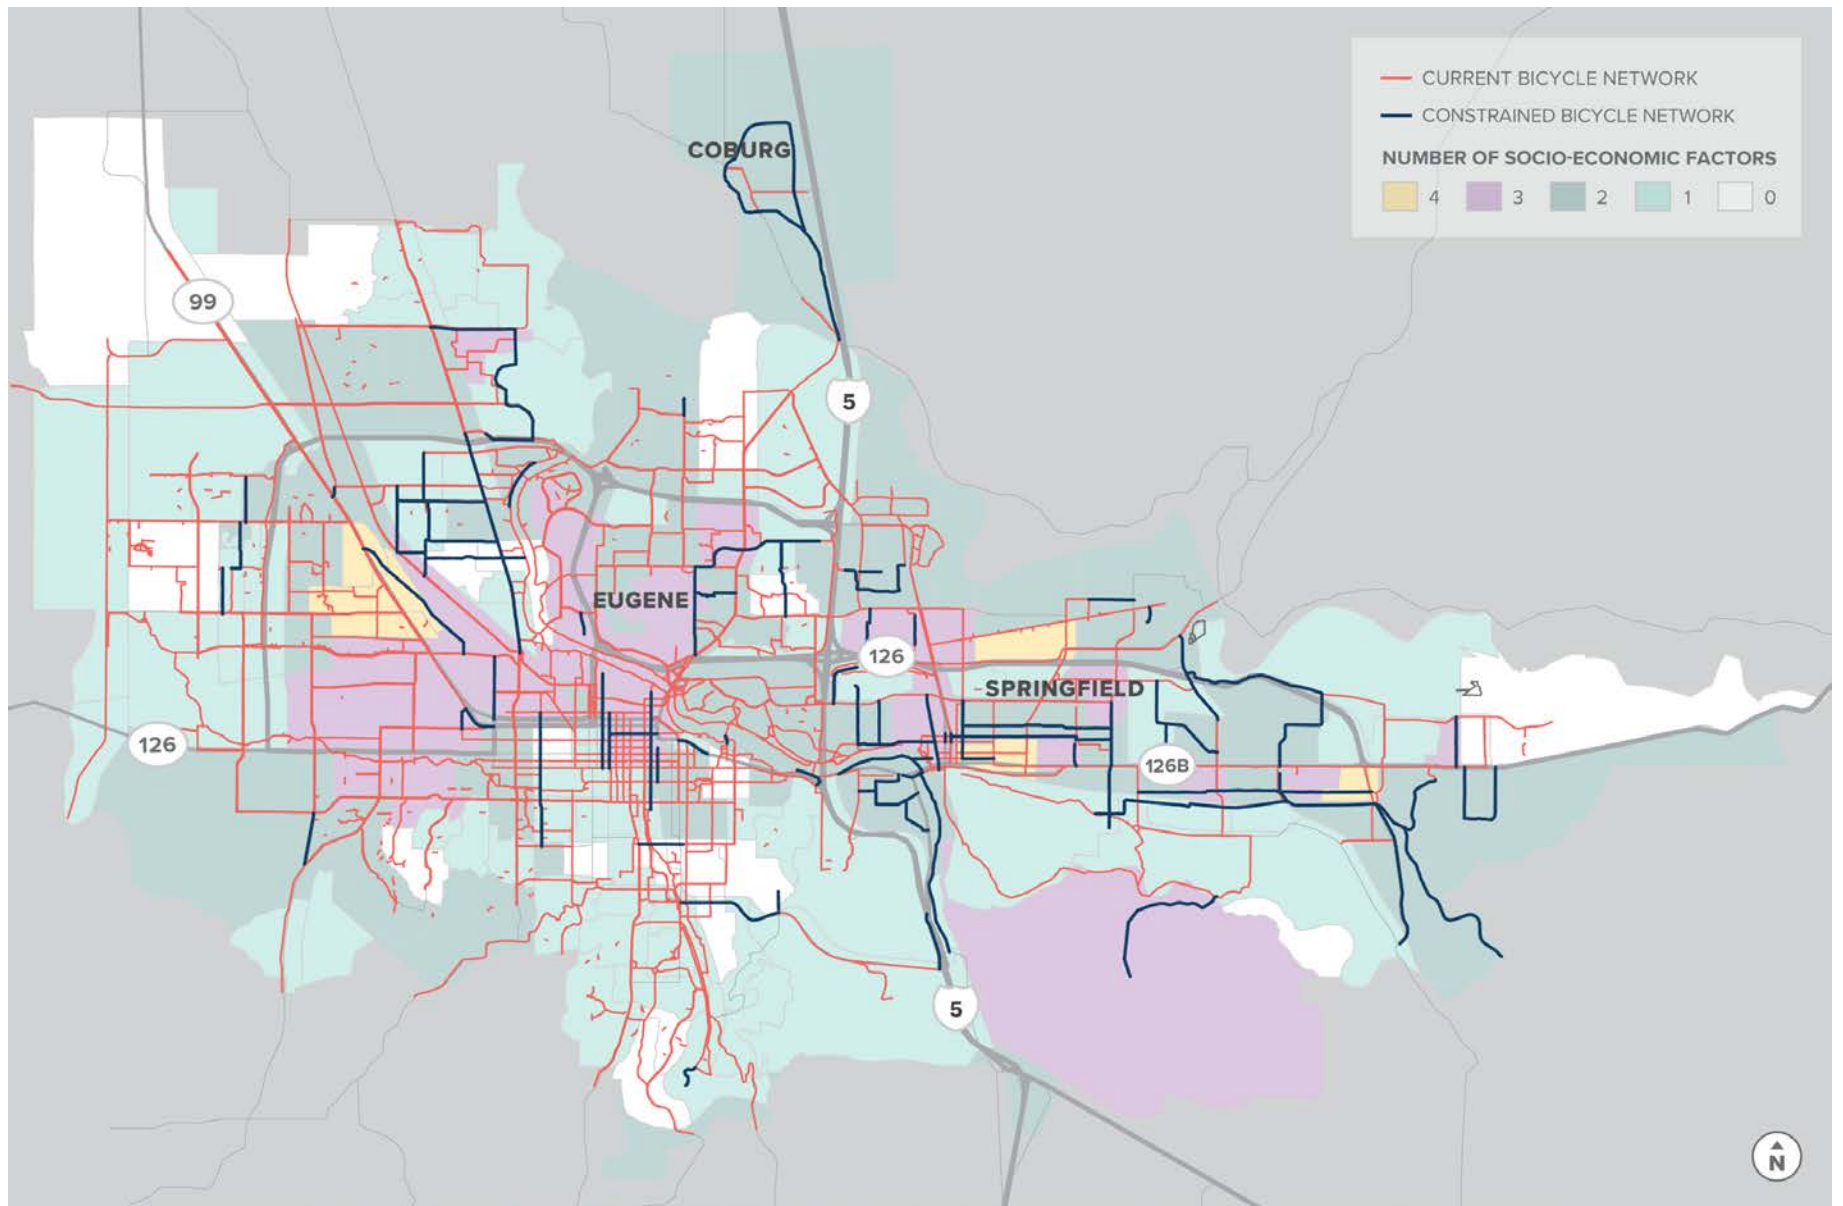 CURRENT BICYCLE NETWORK
CONSTRAINED BICYCLE NETWORK
NUMBER OF SOCIO-ECONOMIC FACTORS
4 3 2 1 0
COBURG
99
5
EUGENE
126
SPRINGFIELD
126
126B
5
N